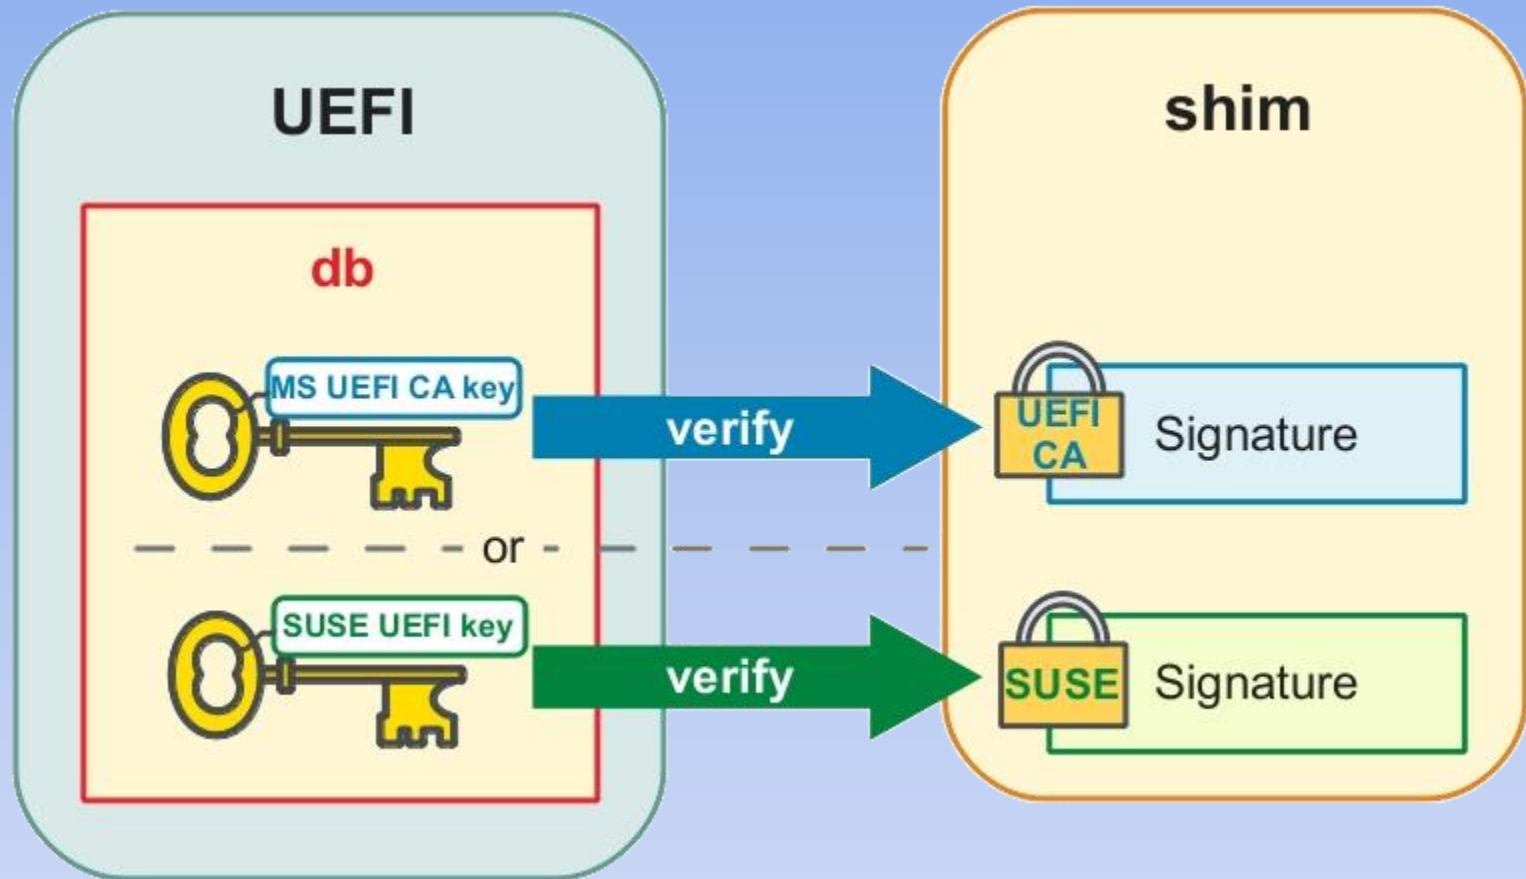 UEFI
shim
db
MS UEFI CA key
verify
UEFI
CA
Signature
or
SUSE UEFI key
verify
SUSE
Signature